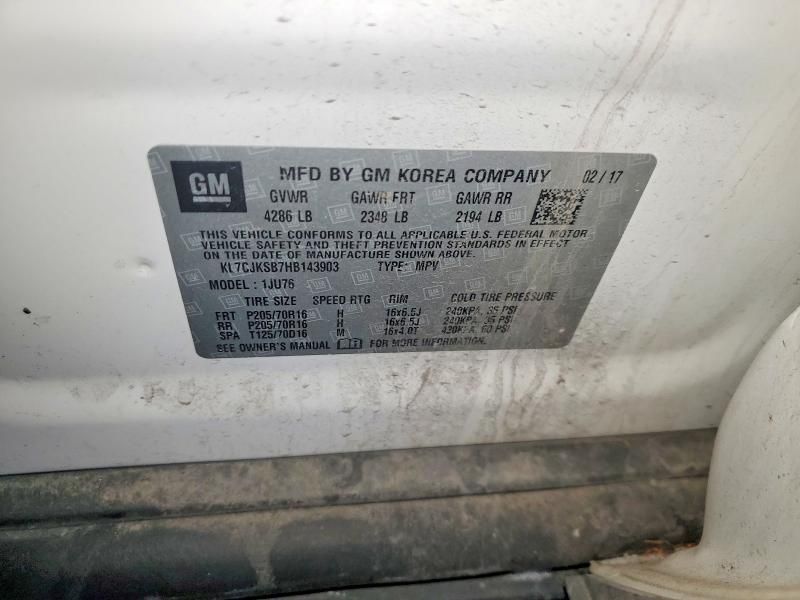 GM MFD BY GM KOREA COMPANY 02 / 17
GVWR GAWR FRT GAWR RR
4286 LB 2348 LB 2194 LB
THIS VEHICLE CONFORMS TO ALL APPLICABLE U.S. FEDERAL MOTOR
VEHICLE SAFETY AND THEFT PREVENTION STANDARDS IN EFFECT
ON THE DATE OF MANUFACTURE SHOWN ABOVE.
KL7CJKSB7HB143903 TYPE: MPV
MODEL: 1JU76
TIRE SIZE SPEED RTG RIM COLD TIRE PRESSURE
FRT P205/70R16 H 16x6.5J 240KPA, 35 PSI
RR P205/70R16 H 16x6.5J 240KPA, 35 PSI
SPA T125/70D16 M 16x4.0T 420KPA, 60 PSI
SEE OWNER'S MANUAL FOR MORE INFORMATION.